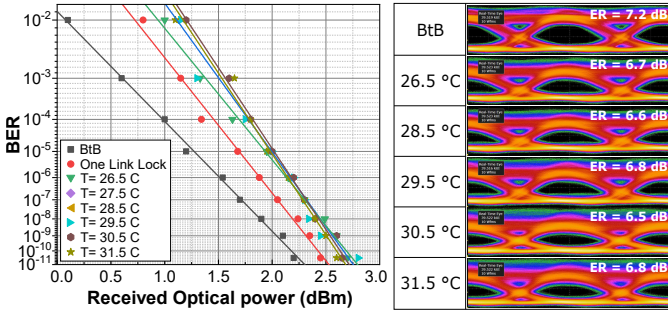 10-2
10-3
10-4
10-5
10-6
10-7
10-8
10-9
10-10
10-11
BER
BtB
One Link Lock
T= 26.5 C
T= 27.5 C
T= 28.5 C
T= 29.5 C
T= 30.5 C
T= 31.5 C
0.0 0.5 1.0 1.5 2.0 2.5 3.0
Received Optical power (dBm)
BtB
ER = 7.2 dB
26.5 °C
ER = 6.7 dB
28.5 °C
ER = 6.6 dB
29.5 °C
ER = 6.8 dB
30.5 °C
ER = 6.5 dB
31.5 °C
ER = 6.8 dB